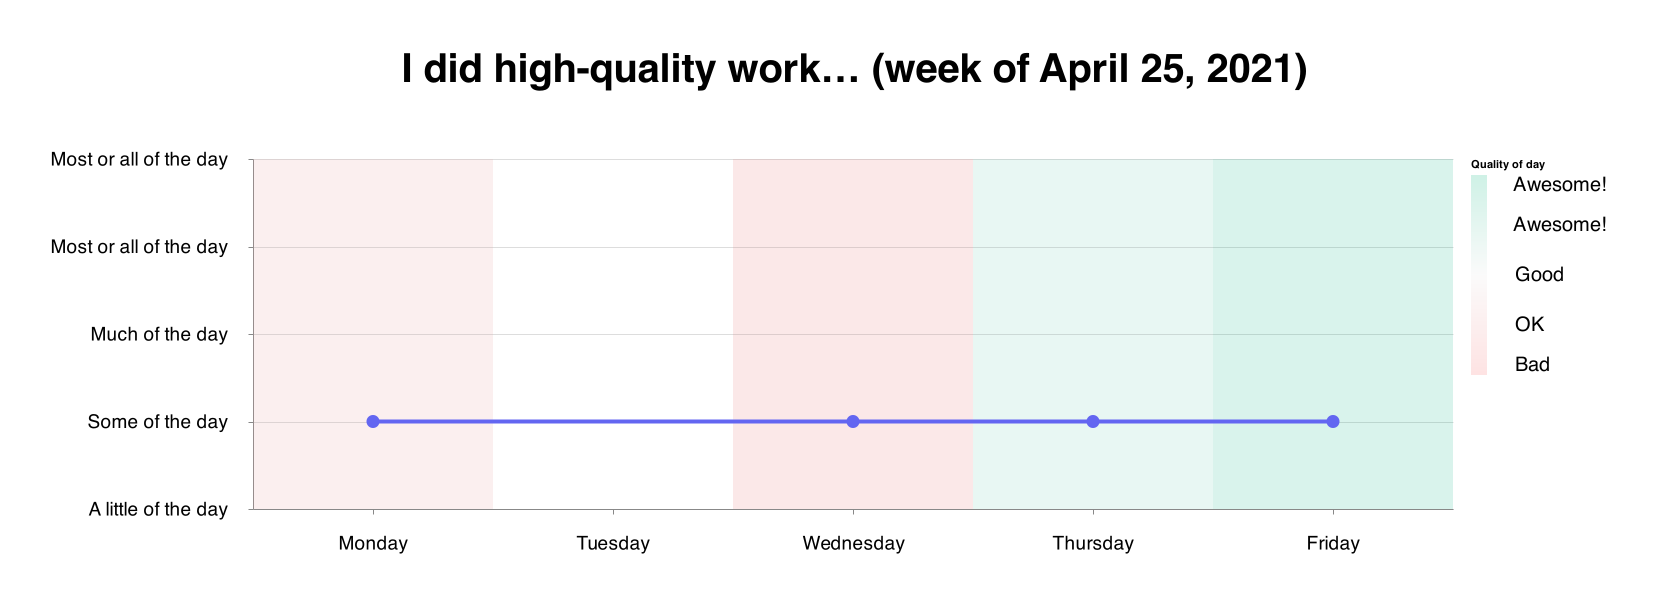 I did high-quality work… (week of April 25, 2021)
Most or all of the day
Most or all of the day
Much of the day
Some of the day
A little of the day
Monday
Tuesday
Wednesday
Thursday
Friday
Quality of day
Awesome!
Awesome!
Good
OK
Bad